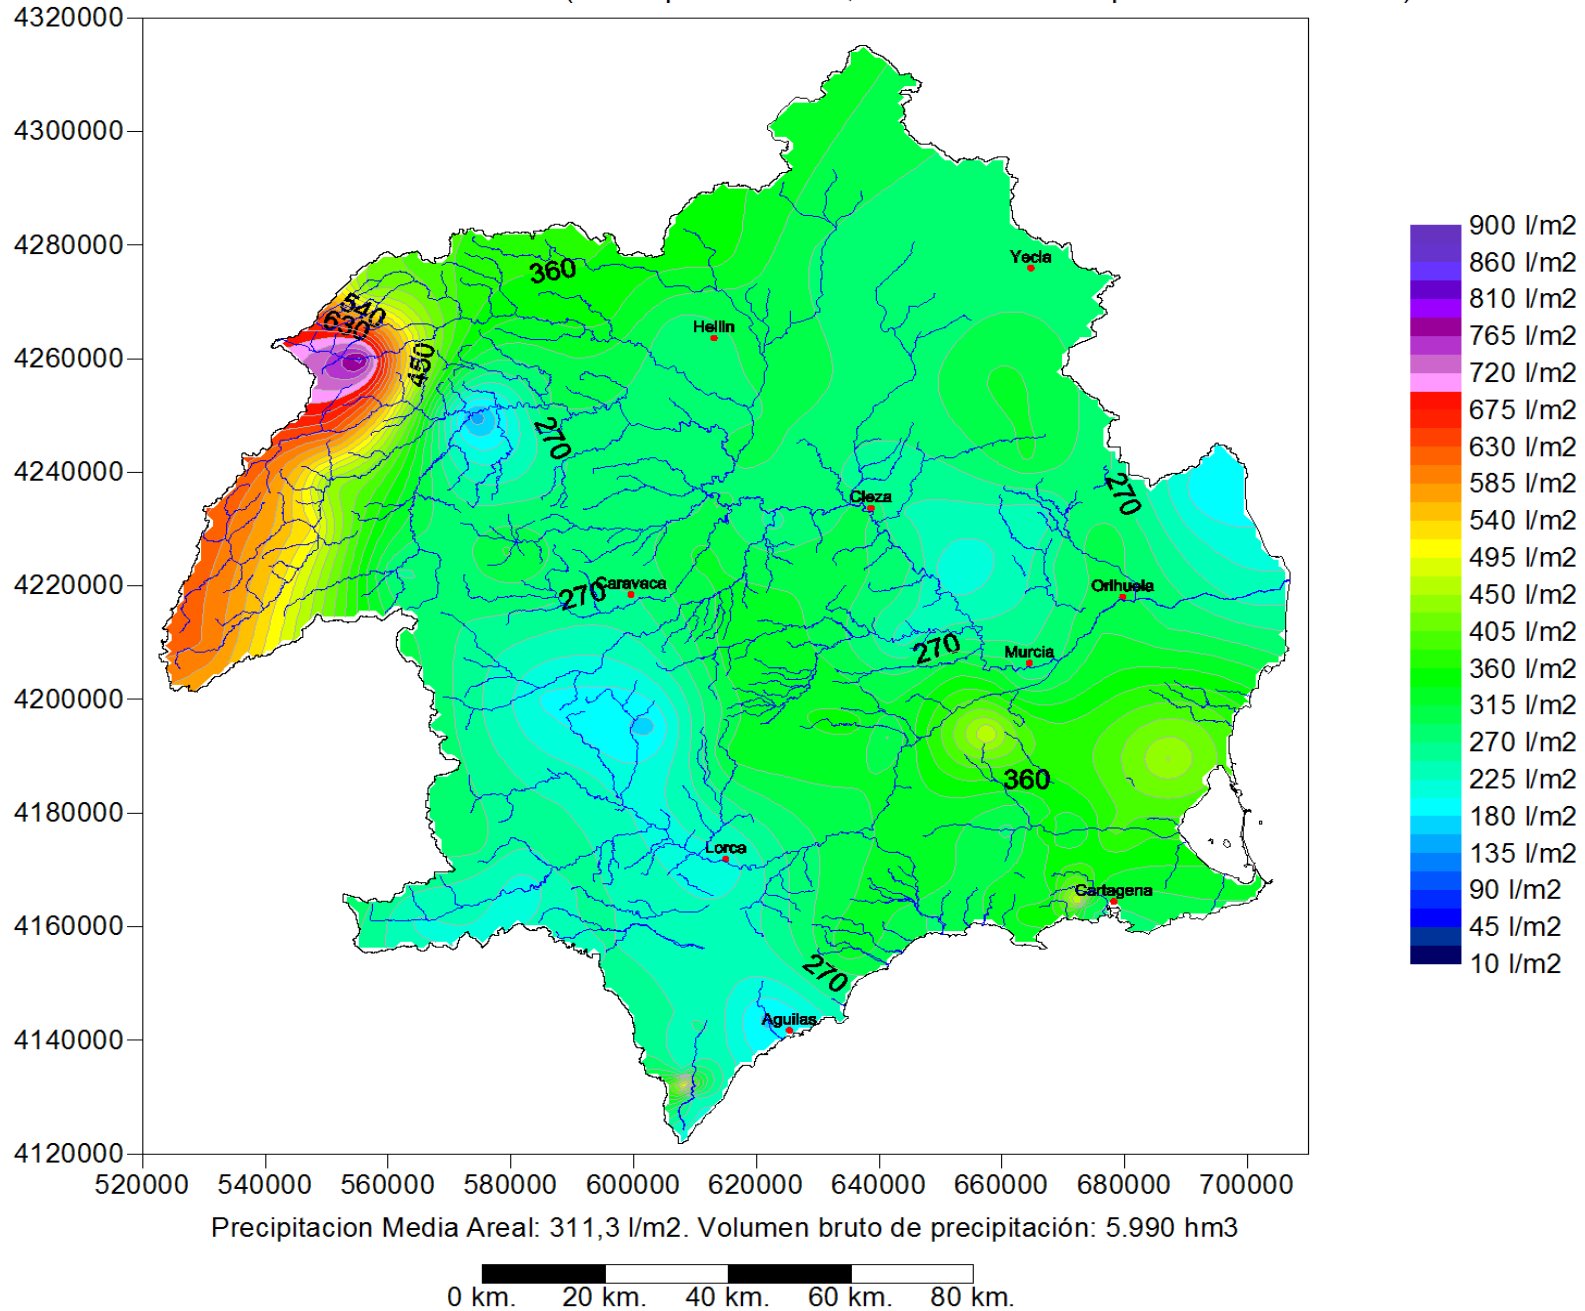 4320000
4300000
4280000
4260000
4240000
4220000
4200000
4180000
4160000
4140000
4120000
520000 540000 560000 580000 600000 620000 640000 660000 680000 700000
360
540
630
450
270
270
270
270
360
270
Yecla
Hellin
Cieza
Caravaca
Orihuela
Murcia
Lorca
Cartagena
Aguilas
900 l/m2
860 l/m2
810 l/m2
765 l/m2
720 l/m2
675 l/m2
630 l/m2
585 l/m2
540 l/m2
495 l/m2
450 l/m2
405 l/m2
360 l/m2
315 l/m2
270 l/m2
225 l/m2
180 l/m2
135 l/m2
90 l/m2
45 l/m2
10 l/m2
Precipitacion Media Areal: 311,3 l/m2. Volumen bruto de precipitación: 5.990 hm3
0 km. 20 km. 40 km. 60 km. 80 km.